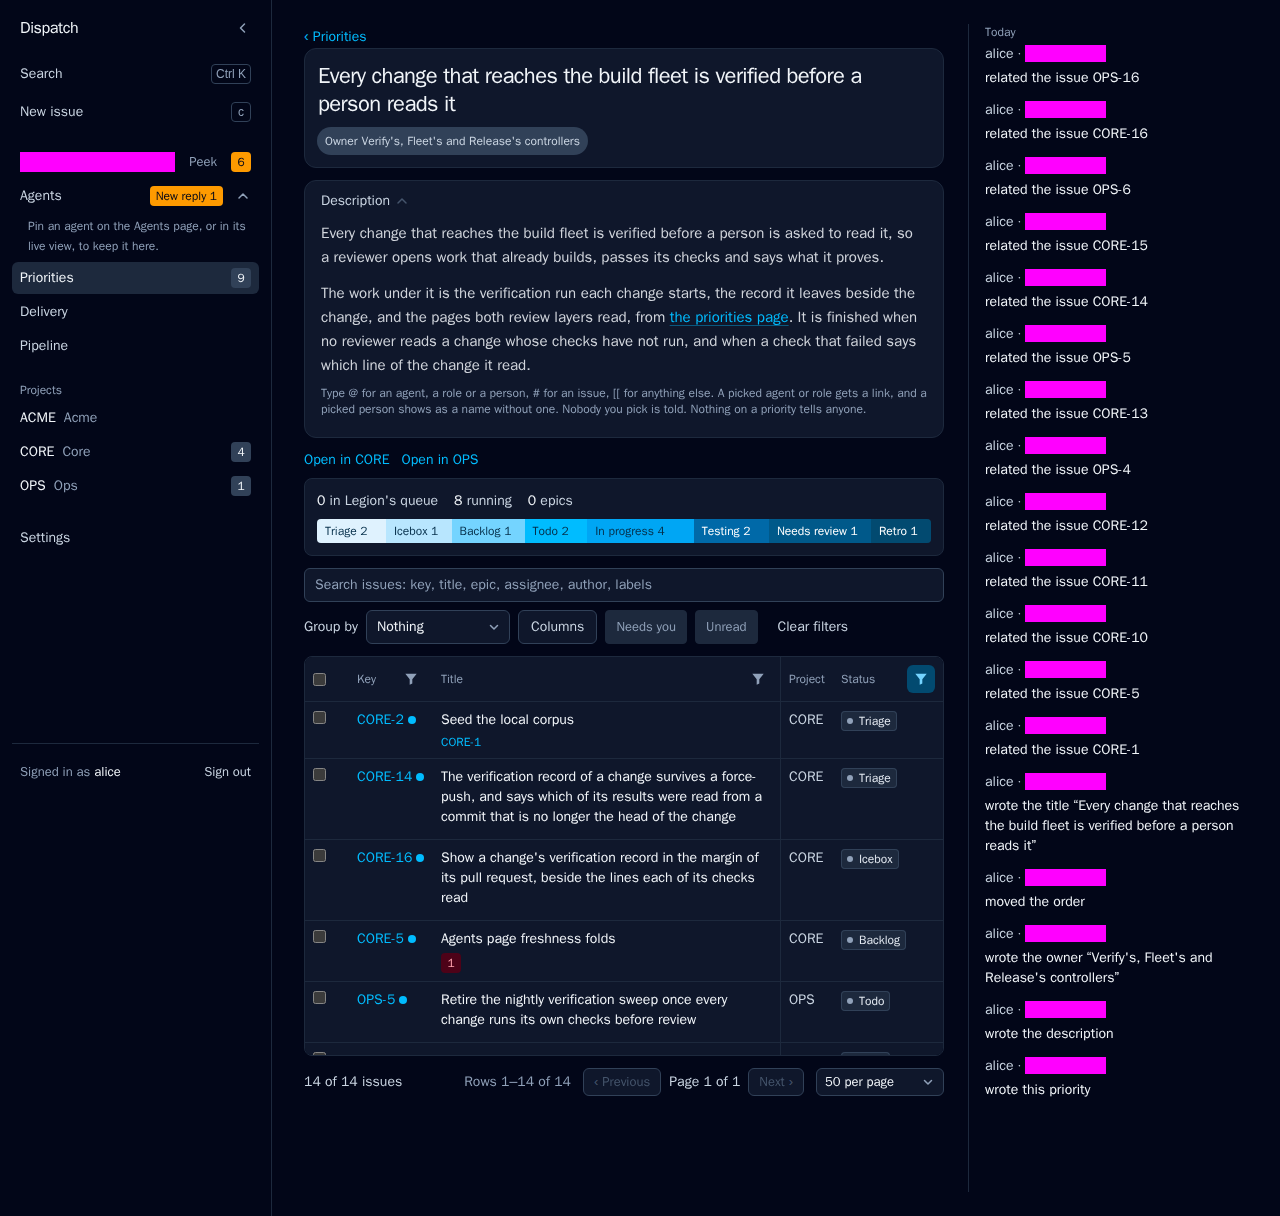 Dispatch
Search
Ctrl K
New issue
c
Peek
6
Agents
New reply 1
Pin an agent on the Agents page, or in its
live view, to keep it here.
Priorities
9
Delivery
Pipeline
Projects
ACME Acme
CORE Core
4
OPS Ops
1
Settings
Signed in as alice
Sign out
‹ Priorities
Every change that reaches the build fleet is verified before a
person reads it
Owner Verify's, Fleet's and Release's controllers
Description
Every change that reaches the build fleet is verified before a person is asked to read it, so
a reviewer opens work that already builds, passes its checks and says what it proves.
The work under it is the verification run each change starts, the record it leaves beside the
change, and the pages both review layers read, from the priorities page. It is finished when
no reviewer reads a change whose checks have not run, and when a check that failed says
which line of the change it read.
Type @ for an agent, a role or a person, # for an issue, [[ for anything else. A picked agent or role gets a link, and a
picked person shows as a name without one. Nobody you pick is told. Nothing on a priority tells anyone.
Open in CORE Open in OPS
0 in Legion's queue 8 running 0 epics
Triage 2 Icebox 1 Backlog 1 Todo 2 In progress 4 Testing 2 Needs review 1 Retro 1
Search issues: key, title, epic, assignee, author, labels
Group by Nothing Columns Needs you Unread Clear filters
Key Title Project Status
CORE-2 Seed the local corpus CORE Triage
CORE-1
CORE-14 The verification record of a change survives a force- CORE Triage
push, and says which of its results were read from a
commit that is no longer the head of the change
CORE-16 Show a change's verification record in the margin of CORE Icebox
its pull request, beside the lines each of its checks
read
CORE-5 Agents page freshness folds CORE Backlog
1
OPS-5 Retire the nightly verification sweep once every OPS Todo
change runs its own checks before review
14 of 14 issues Rows 1–14 of 14 ‹ Previous Page 1 of 1 Next › 50 per page
Today
alice ·
related the issue OPS-16
alice ·
related the issue CORE-16
alice ·
related the issue OPS-6
alice ·
related the issue CORE-15
alice ·
related the issue CORE-14
alice ·
related the issue OPS-5
alice ·
related the issue CORE-13
alice ·
related the issue OPS-4
alice ·
related the issue CORE-12
alice ·
related the issue CORE-11
alice ·
related the issue CORE-10
alice ·
related the issue CORE-5
alice ·
related the issue CORE-1
alice ·
wrote the title “Every change that reaches
the build fleet is verified before a person
reads it”
alice ·
moved the order
alice ·
wrote the owner “Verify's, Fleet's and
Release's controllers”
alice ·
wrote the description
alice ·
wrote this priority